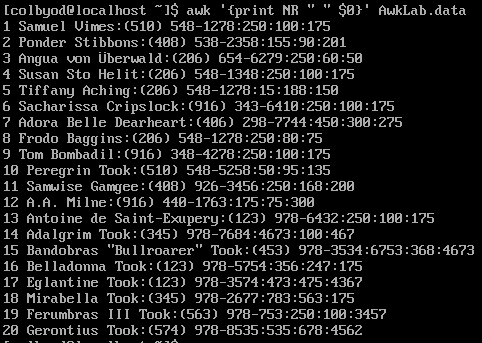 [colbyod@localhost ~]$ awk '{print NR " " $0}' AwkLab.data
1 Samuel Vimes:(510) 548-1278:250:100:175
2 Ponder Stibbons:(408) 538-2358:155:90:201
3 Angua von Überwald:(206) 654-6279:250:60:50
4 Susan Sto Helit:(206) 548-1348:250:100:175
5 Tiffany Aching:(206) 548-1278:15:188:150
6 Sacharissa Cripslock:(916) 343-6410:250:100:175
7 Adora Belle Dearheart:(406) 298-7744:450:300:275
8 Frodo Baggins:(206) 548-1278:250:80:75
9 Tom Bombadil:(916) 348-4278:250:100:175
10 Peregrin Took:(510) 548-5258:50:95:135
11 Samwise Gamgee:(408) 926-3456:250:168:200
12 A.A. Milne:(916) 440-1763:175:75:300
13 Antoine de Saint-Exupery:(123) 978-6432:250:100:175
14 Adalgrim Took:(345) 978-7684:4673:100:467
15 Bandobras "Bullroarer" Took:(453) 978-3534:6753:368:4673
16 Belladonna Took:(123) 978-5754:356:247:175
17 Eglantine Took:(123) 978-3574:473:475:4367
18 Mirabella Took:(345) 978-2677:783:563:175
19 Ferumbras III Took:(563) 978-753:250:100:3457
20 Gerontius Took:(574) 978-8535:535:678:4562
[colbyod@localhost ~]$